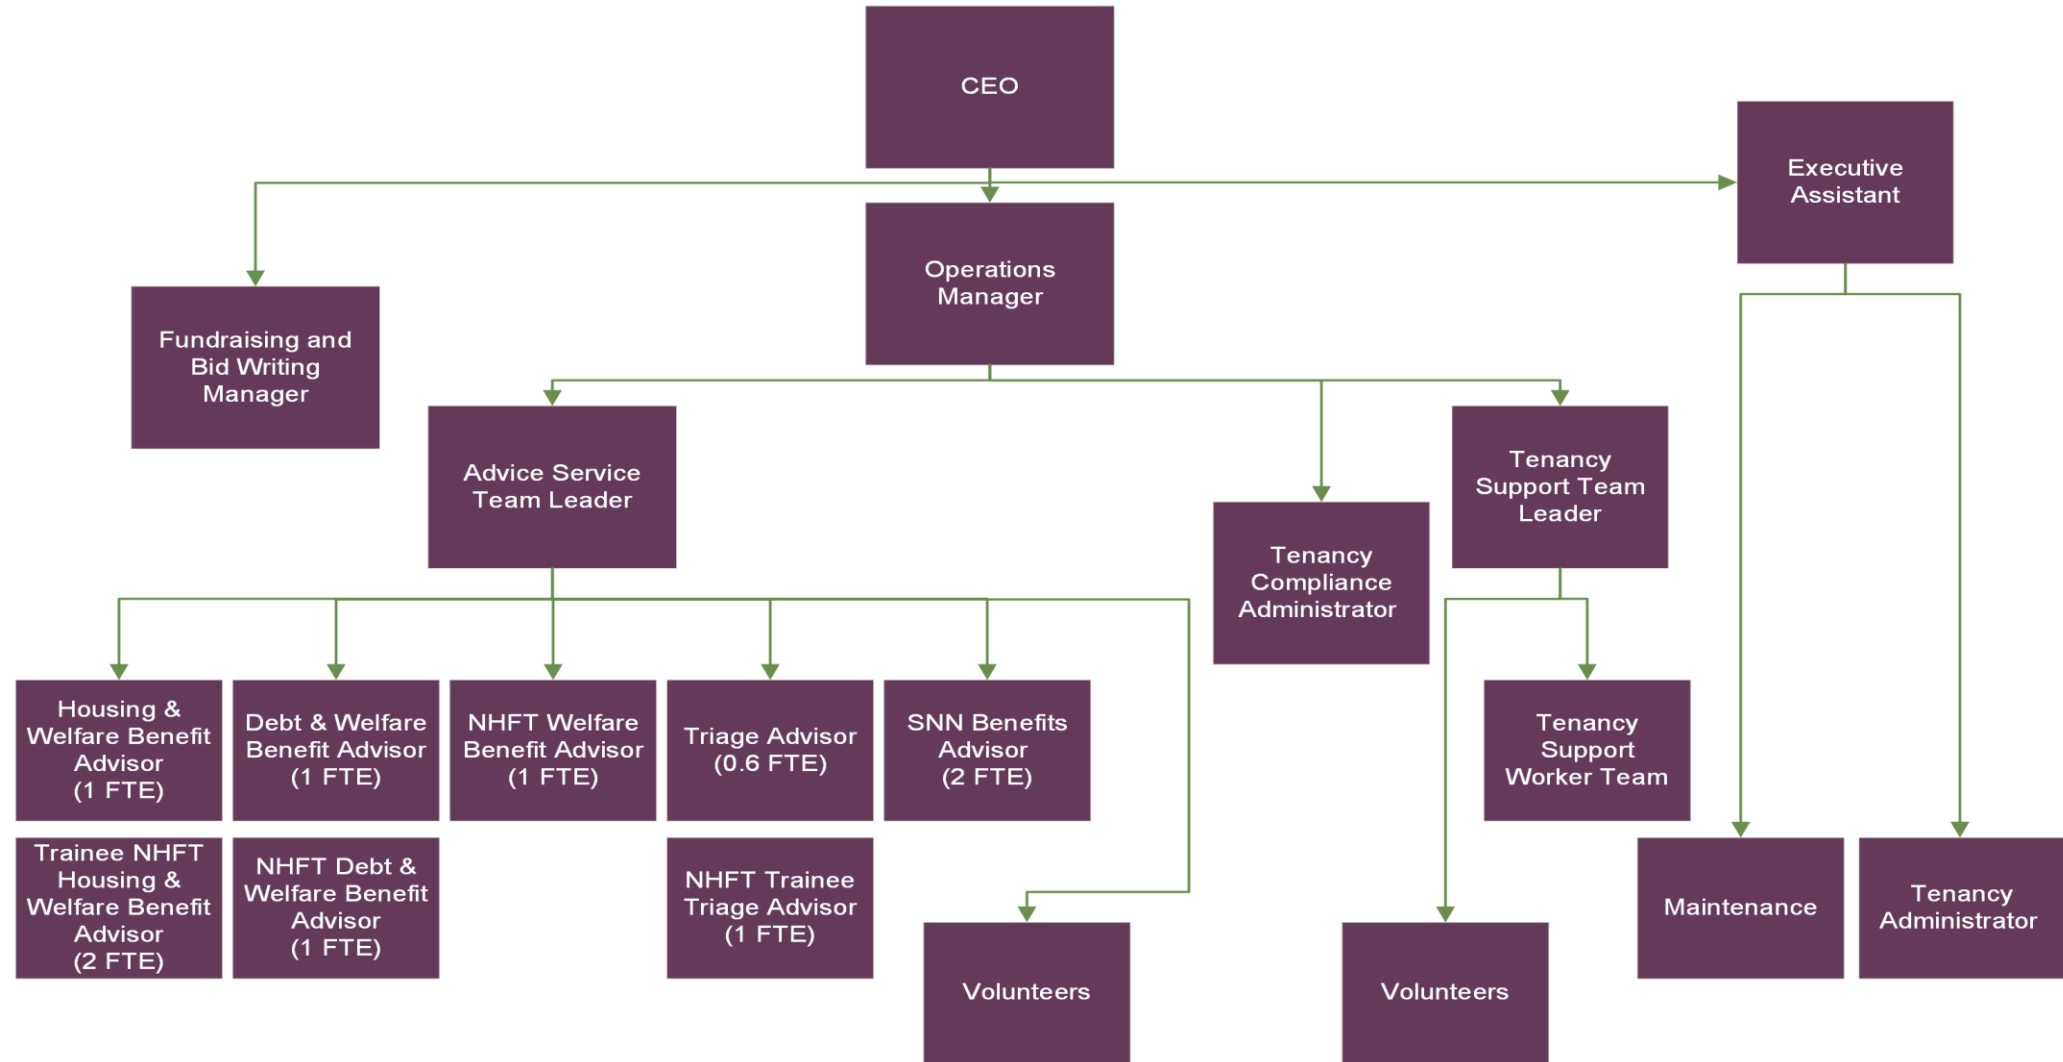 CEO
Executive
Assistant
Operations
Manager
Fundraising and
Bid Writing
Manager
Advice Service
Team Leader
Tenancy
Support Team
Leader
Tenancy
Compliance
Administrator
Housing &
Welfare Benefit
Advisor
(1 FTE)
Debt & Welfare
Benefit Advisor
(1 FTE)
NHFT Welfare
Benefit Advisor
(1 FTE)
Triage Advisor
(0.6 FTE)
SNN Benefits
Advisor
(2 FTE)
Tenancy
Support
Worker Team
Trainee NHFT
Housing &
Welfare Benefit
Advisor
(2 FTE)
NHFT Debt &
Welfare Benefit
Advisor
(1 FTE)
NHFT Trainee
Triage Advisor
(1 FTE)
Volunteers
Volunteers
Maintenance
Tenancy
Administrator